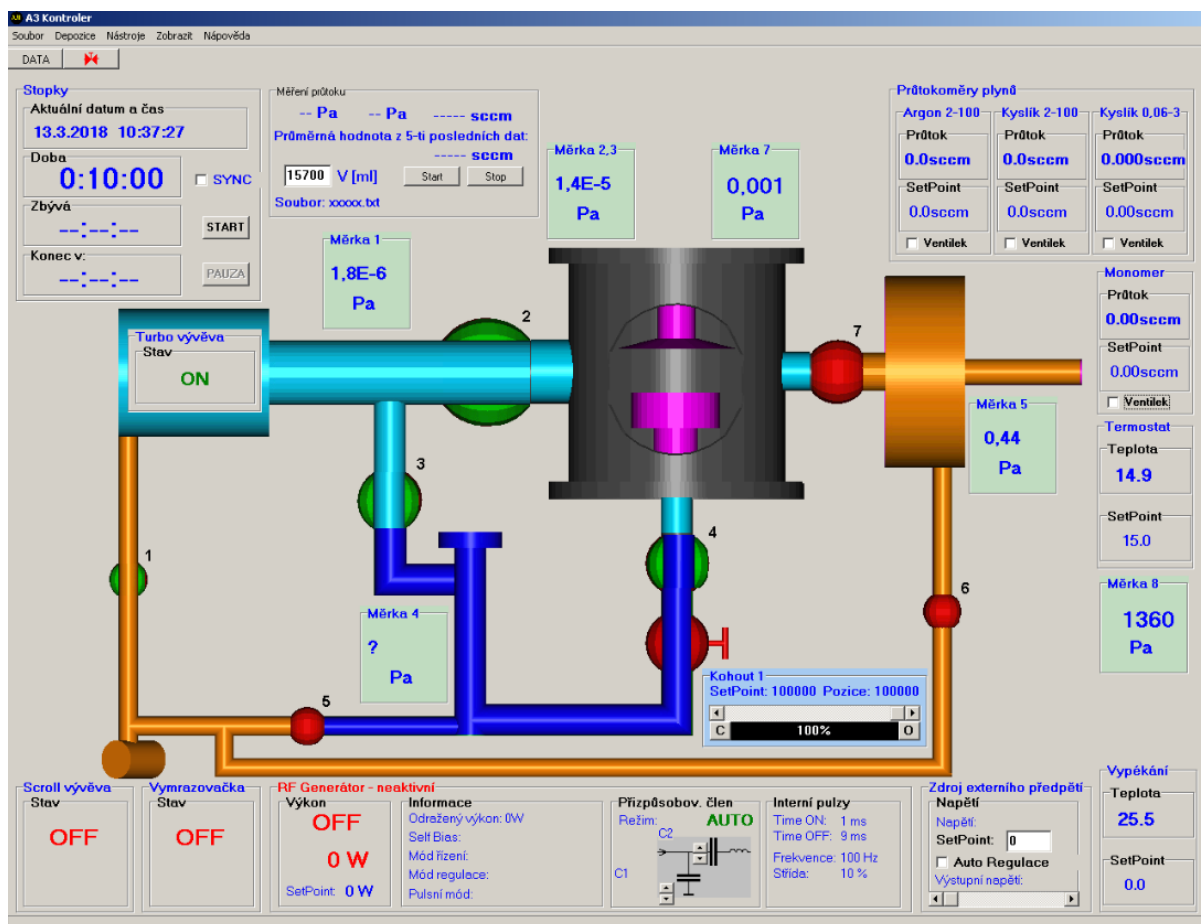 A3 Kontroler
Soubor Depozice Nástroje Zobrazit Nápověda
DATA
Stopky
Aktuální datum a čas
13.3.2018 10:37:27
Doba
0:10:00
SYNC
Zbývá
--:--:--
START
Konec v:
--:--:--
PAUZA
Měření průtoku
-- Pa -- Pa ----- sccm
Průměrná hodnota z 5-ti posledních dat:
----- sccm
15700 V [ml] Start Stop
Soubor: xxxxx.txt
Měrka 1
1,8E-6
Pa
Měrka 2,3
1,4E-5
Pa
Měrka 7
0,001
Pa
Průtokoměry plynů
Argon 2-100 Kyslík 2-100 Kyslík 0,06-3
Průtok Průtok Průtok
0.0sccm 0.0sccm 0.000sccm
SetPoint SetPoint SetPoint
0.0sccm 0.0sccm 0.00sccm
Ventilek Ventilek Ventilek
Monomer
Průtok
0.00sccm
SetPoint
0.00sccm
Ventilek
Turbo vývěva
Stav
ON
2
7
3
4
1
6
5
Měrka 5
0,44
Pa
Termostat
Teplota
14.9
SetPoint
15.0
Měrka 8
1360
Pa
Měrka 4
?
Pa
Kohout 1
SetPoint: 100000 Pozice: 100000
C 100% O
Scroll vývěva
Stav
OFF
Vymrazovačka
Stav
OFF
RF Generátor - neaktivní
Výkon
OFF
0 W
SetPoint: 0 W
Informace
Odražený výkon: 0W
Self Bias:
Mód řízení:
Mód regulace:
Pulsní mód:
Přizpůsobov. člen
Režim: AUTO
C2
C1
Interní pulzy
Time ON: 1 ms
Time OFF: 9 ms
Frekvence: 100 Hz
Střída: 10 %
Zdroj externího předpětí
Napětí
Napětí:
SetPoint: 0
Auto Regulace
Výstupní napětí:
Vypékání
Teplota
25.5
SetPoint
0.0